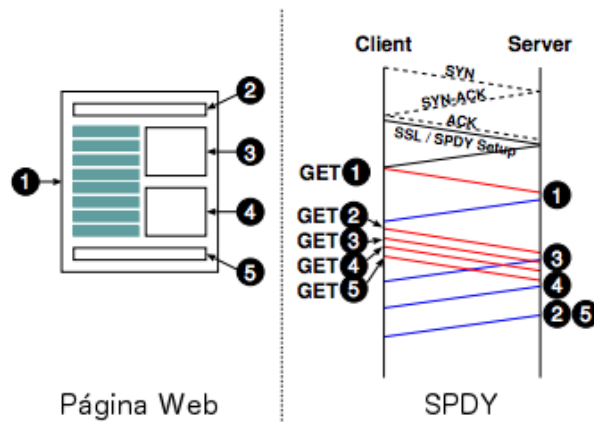 2
3
1
4
5
Página Web
Client Server
SYN
SYN-ACK
ACK
SSL / SPDY Setup
GET 1
1
GET 2
GET 3
3
GET 4
4
GET 5
2 5
SPDY